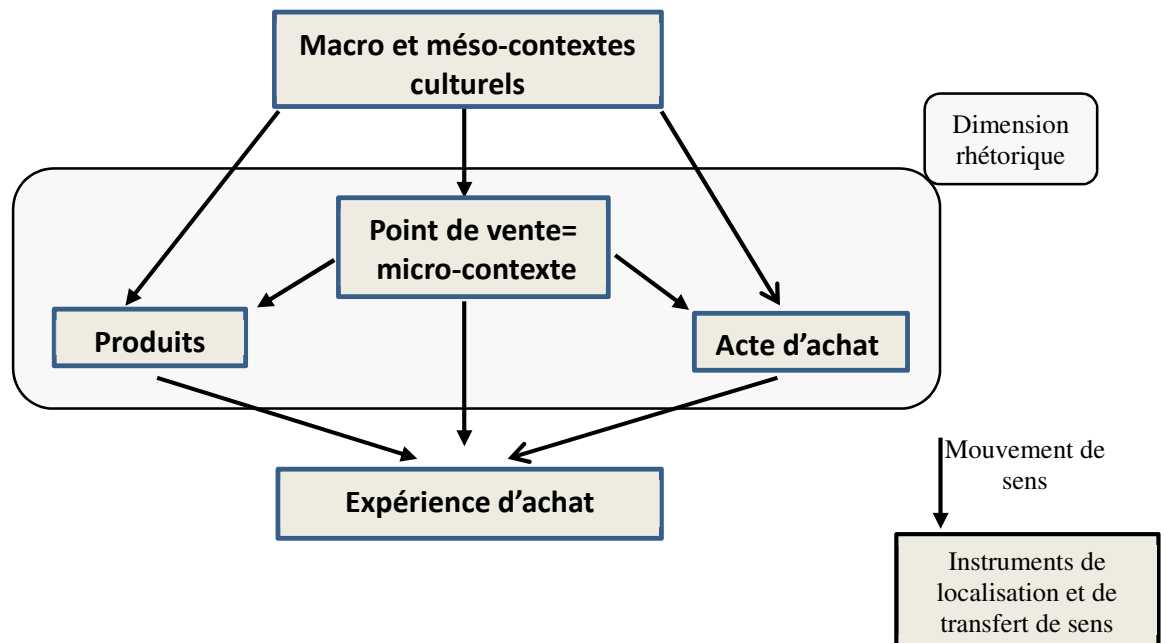 Macro et méso-contextes
culturels
Dimension
rhétorique
Point de vente=
micro-contexte
Produits
Acte d’achat
Expérience d’achat
Mouvement de
sens
Instruments de
localisation et de
transfert de sens